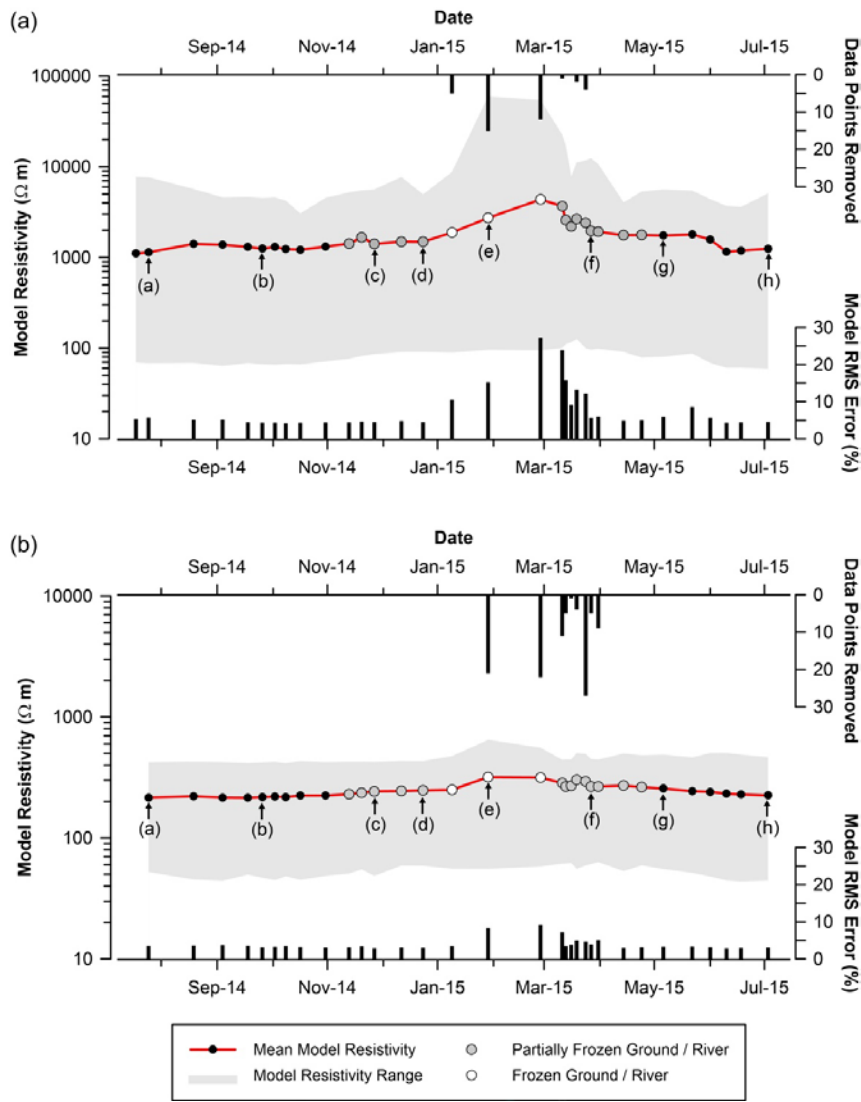 (a)
Date
Sep-14 Nov-14 Jan-15 Mar-15 May-15 Jul-15
100000
10000
1000
100
10
Model Resistivity (Ω m)
0
10
20
30
Data Points Removed
30
20
10
0
Model RMS Error (%)
(a) (b) (c) (d) (e) (f) (g) (h)
Sep-14 Nov-14 Jan-15 Mar-15 May-15 Jul-15
(b)
Date
Sep-14 Nov-14 Jan-15 Mar-15 May-15 Jul-15
10000
1000
100
10
Model Resistivity (Ω m)
0
10
20
30
Data Points Removed
30
20
10
0
Model RMS Error (%)
(a) (b) (c) (d) (e) (f) (g) (h)
Sep-14 Nov-14 Jan-15 Mar-15 May-15 Jul-15
Mean Model Resistivity Partially Frozen Ground / River
Model Resistivity Range Frozen Ground / River